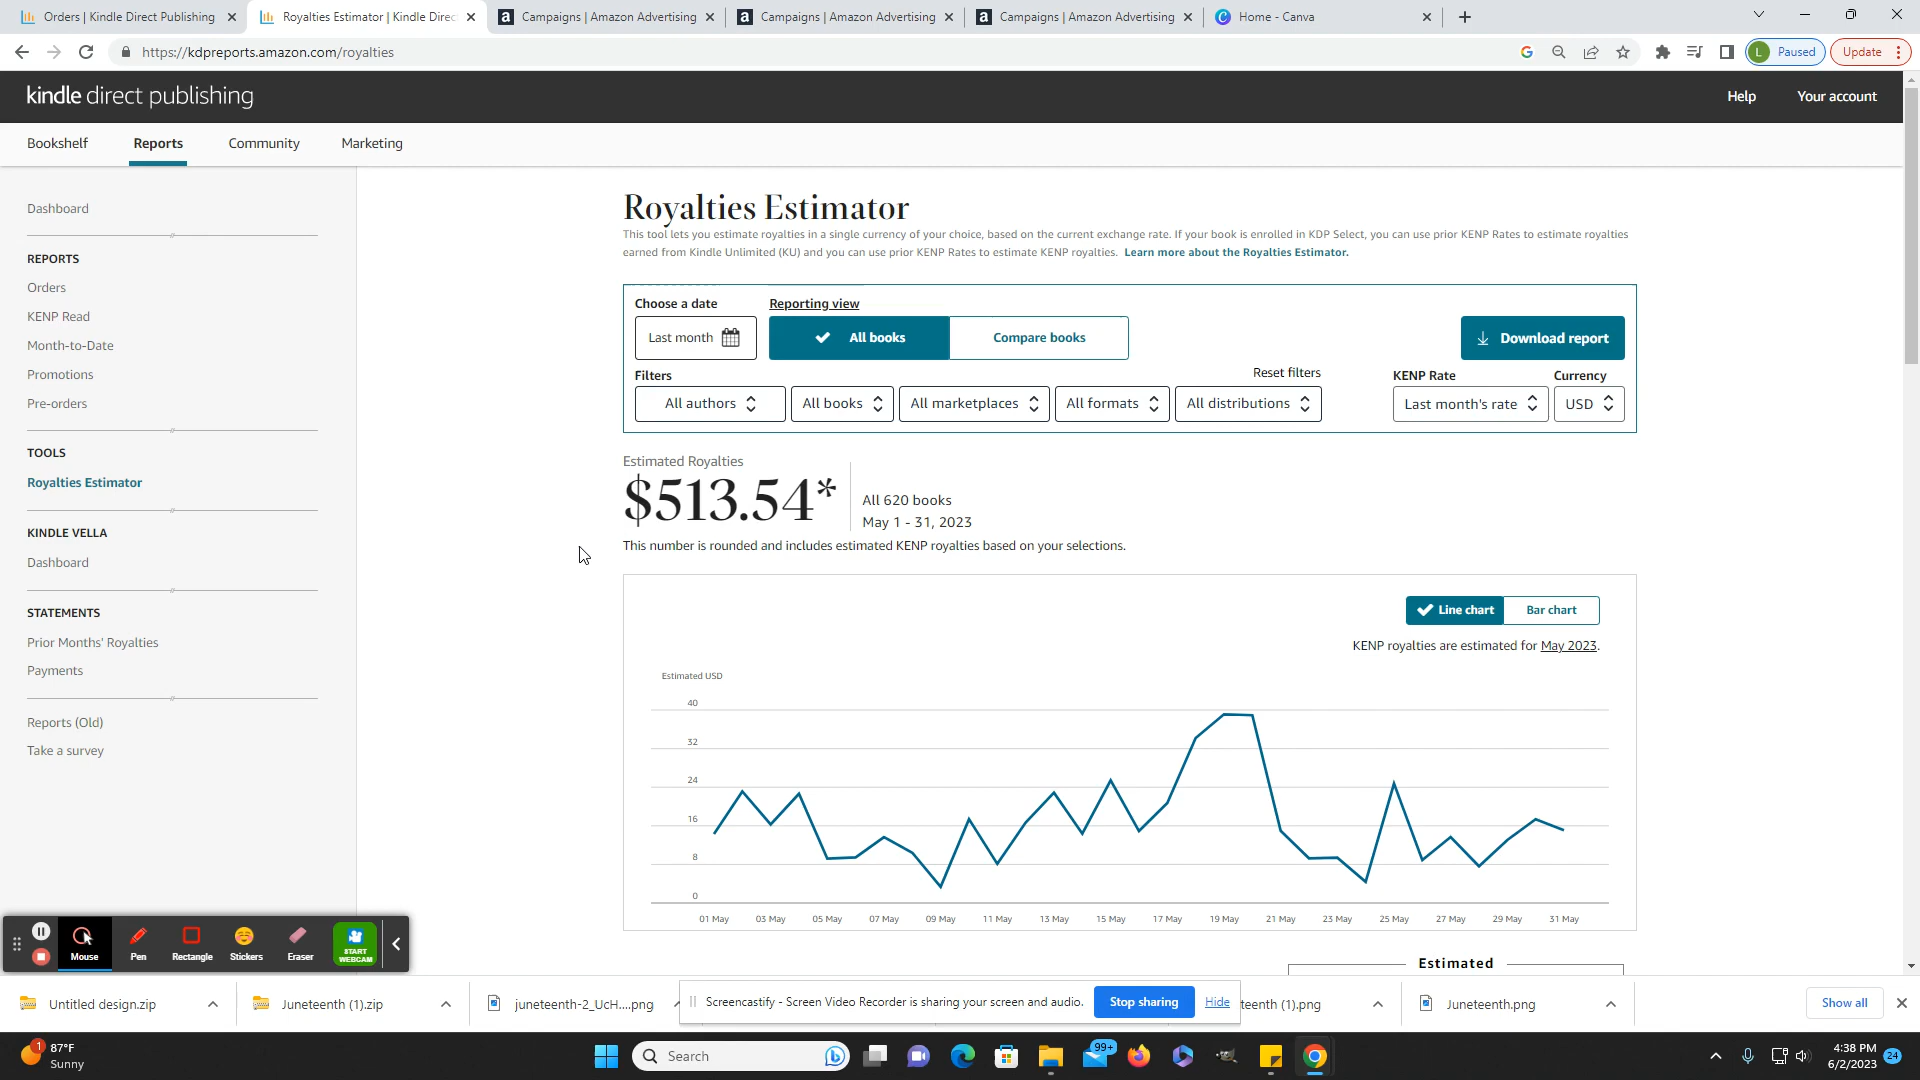 Orders | Kindle Direct Publishing
Royalties Estimator | Kindle Direc
Campaigns | Amazon Advertising
Campaigns | Amazon Advertising
Campaigns | Amazon Advertising
Home - Canva
https://kdpreports.amazon.com/royalties
L Paused
Update
kindle direct publishing
Help
Your account
Bookshelf
Reports
Community
Marketing
Dashboard
REPORTS
Orders
KENP Read
Month-to-Date
Promotions
Pre-orders
TOOLS
Royalties Estimator
KINDLE VELLA
Dashboard
STATEMENTS
Prior Months' Royalties
Payments
Reports (Old)
Take a survey
Royalties Estimator
This tool lets you estimate royalties in a single currency of your choice, based on the current exchange rate. If your book is enrolled in KDP Select, you can use prior KENP Rates to estimate royalties
earned from Kindle Unlimited (KU) and you can use prior KENP Rates to estimate KENP royalties. Learn more about the Royalties Estimator.
Choose a date
Reporting view
Last month
All books
Compare books
Download report
Filters
Reset filters
KENP Rate
Currency
All authors
All books
All marketplaces
All formats
All distributions
Last month's rate
USD
Estimated Royalties
$513.54*
All 620 books
May 1 - 31, 2023
This number is rounded and includes estimated KENP royalties based on your selections.
Line chart
Bar chart
KENP royalties are estimated for May 2023.
Estimated USD
40
32
24
16
8
0
01 May
03 May
05 May
07 May
09 May
11 May
13 May
15 May
17 May
19 May
21 May
23 May
25 May
27 May
29 May
31 May
Estimated
Mouse
Pen
Rectangle
Stickers
Eraser
START
WEBCAM
Untitled design.zip
Juneteenth (1).zip
juneteenth-2_UcH....png
Screencastify - Screen Video Recorder is sharing your screen and audio.
Stop sharing
Hide
teenth (1).png
Juneteenth.png
Show all
1
87°F
Sunny
Search
99+
4:38 PM
6/2/2023
24